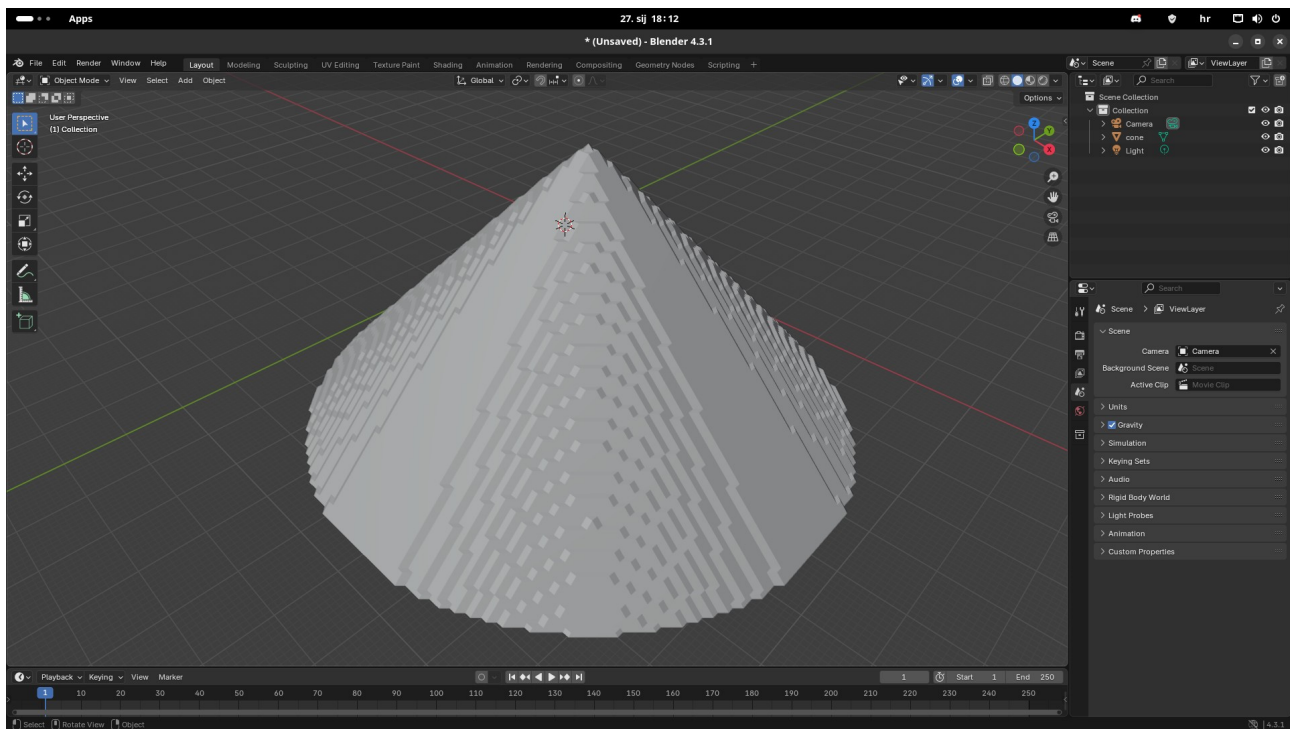 Apps
27. sij 18:12
hr
* (Unsaved) - Blender 4.3.1
File Edit Render Window Help Layout Modeling Sculpting UV Editing Texture Paint Shading Animation Rendering Compositing Geometry Nodes Scripting +
Scene
ViewLayer
Object Mode View Select Add Object
Global
Search
Options
User Perspective
(1) Collection
Z
Y
X
Scene Collection
Collection
Camera
cone
Light
Search
Scene > ViewLayer
Scene
Camera Camera
Background Scene Scene
Active Clip Movie Clip
Units
Gravity
Simulation
Keying Sets
Audio
Rigid Body World
Light Probes
Animation
Custom Properties
Playback Keying View Marker
1 Start 1 End 250
1 10 20 30 40 50 60 70 80 90 100 110 120 130 140 150 160 170 180 190 200 210 220 230 240 250
Select Rotate View Object
4.3.1